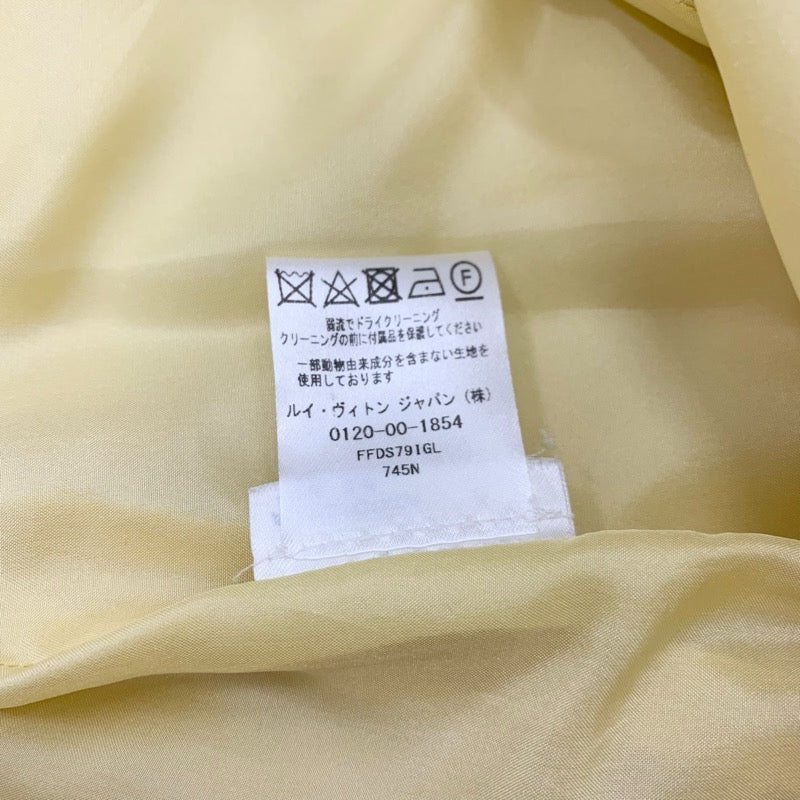 F
弱流でドライクリーニング
クリーニングの前に付属品を保護してください
一部動物由来成分を含まない生地を
使用しております
ルイ・ヴィトン ジャパン (株)
0120-00-1854
FFDS79IGL
745N